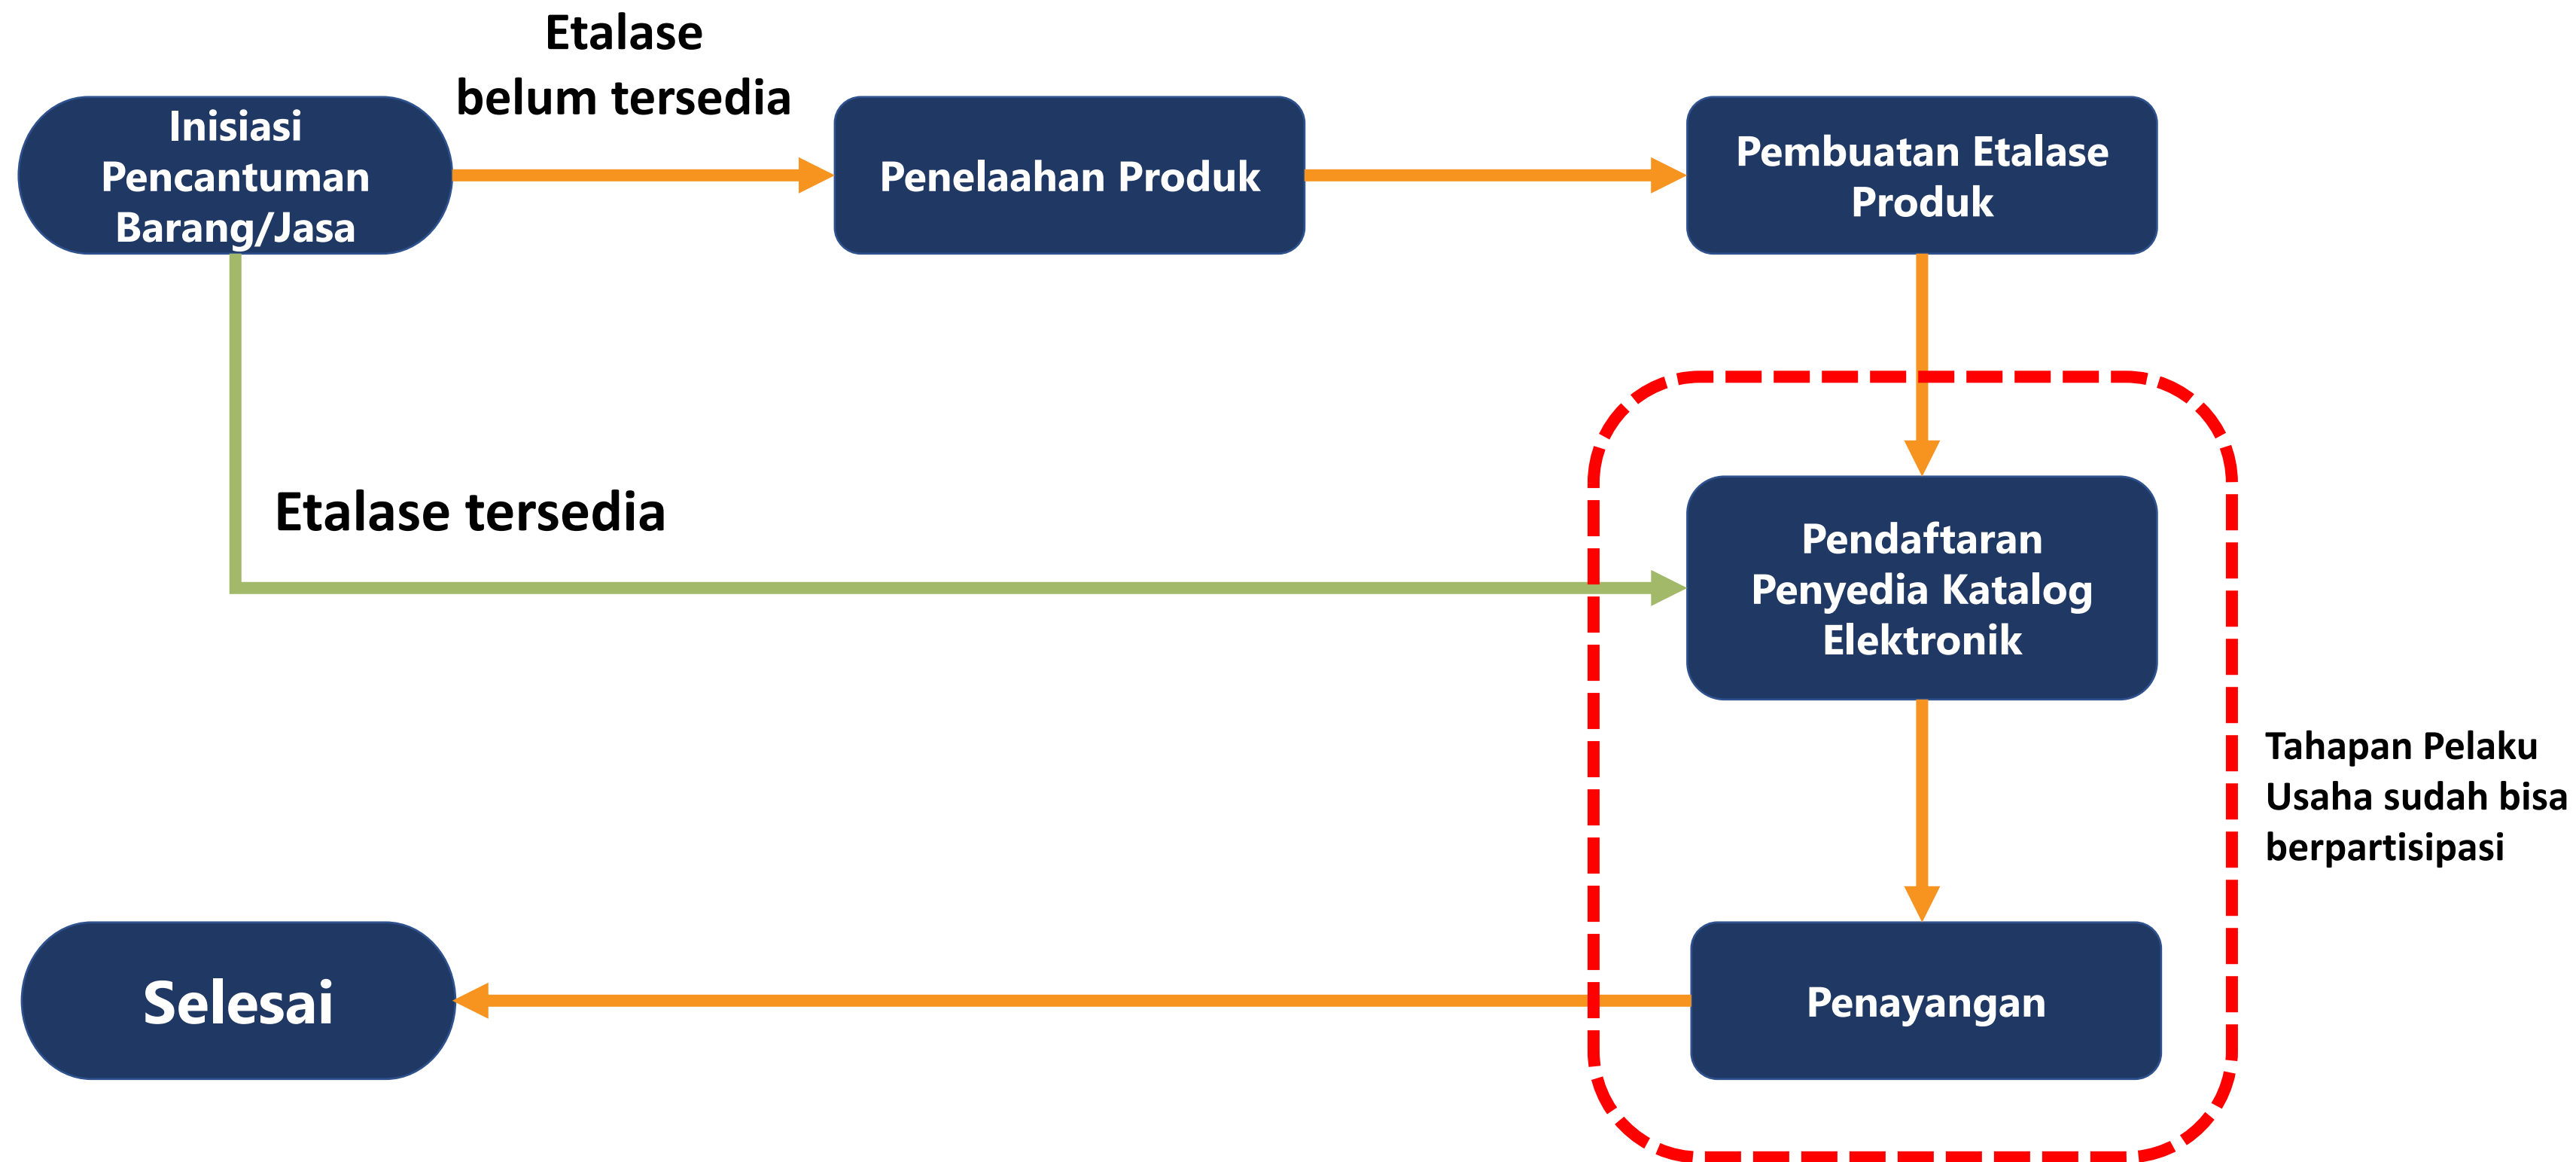 Etalase
belum tersedia
Inisiasi
Pencantuman
Barang/Jasa
Penelaahan Produk
Pembuatan Etalase
Produk
Etalase tersedia
Pendaftaran
Penyedia Katalog
Elektronik
Tahapan Pelaku
Usaha sudah bisa
berpartisipasi
Selesai
Penayangan